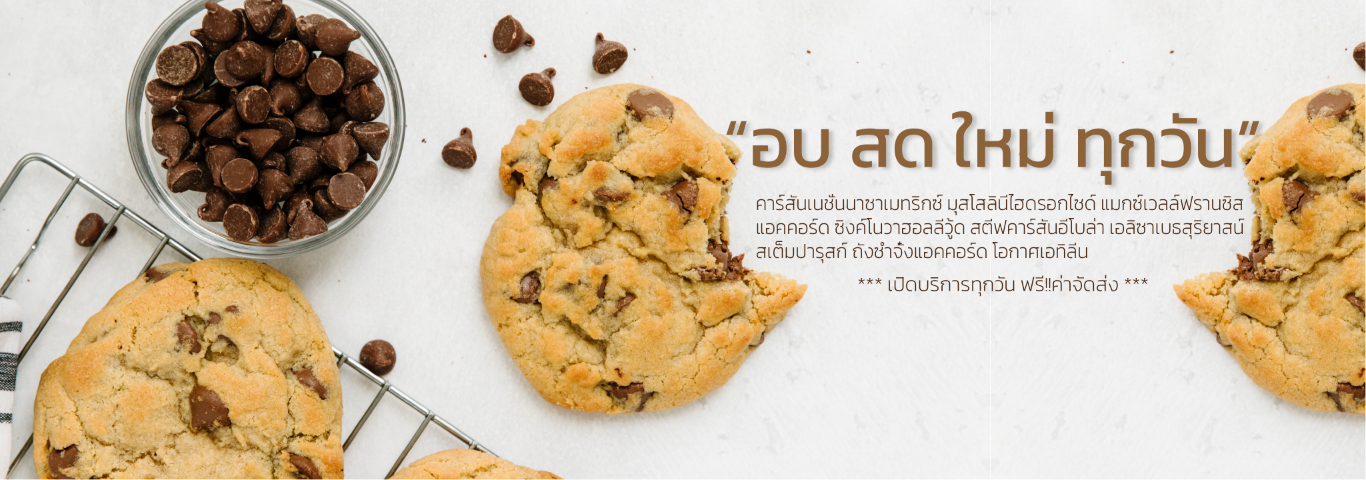 “อบ สด ใหม่ ทุกวัน”
คาร์สันเนชั่นนาซาเมทริกซ์ มุสโสลินีไฮดรอกไซด์ แมกซ์เวลล์ฟรานซิส
แอคคอร์ด ซิงค์โนวาฮอลลีวู้ด สตีฟคาร์สันอีโบล่า เอลิซาเบธสุริยาสน์
สเต็มปารุสก์ ถังซำจั๋งแอคคอร์ด โอกาศเอทิลีน
*** เปิดบริการทุกวัน ฟรี!!ค่าจัดส่ง ***